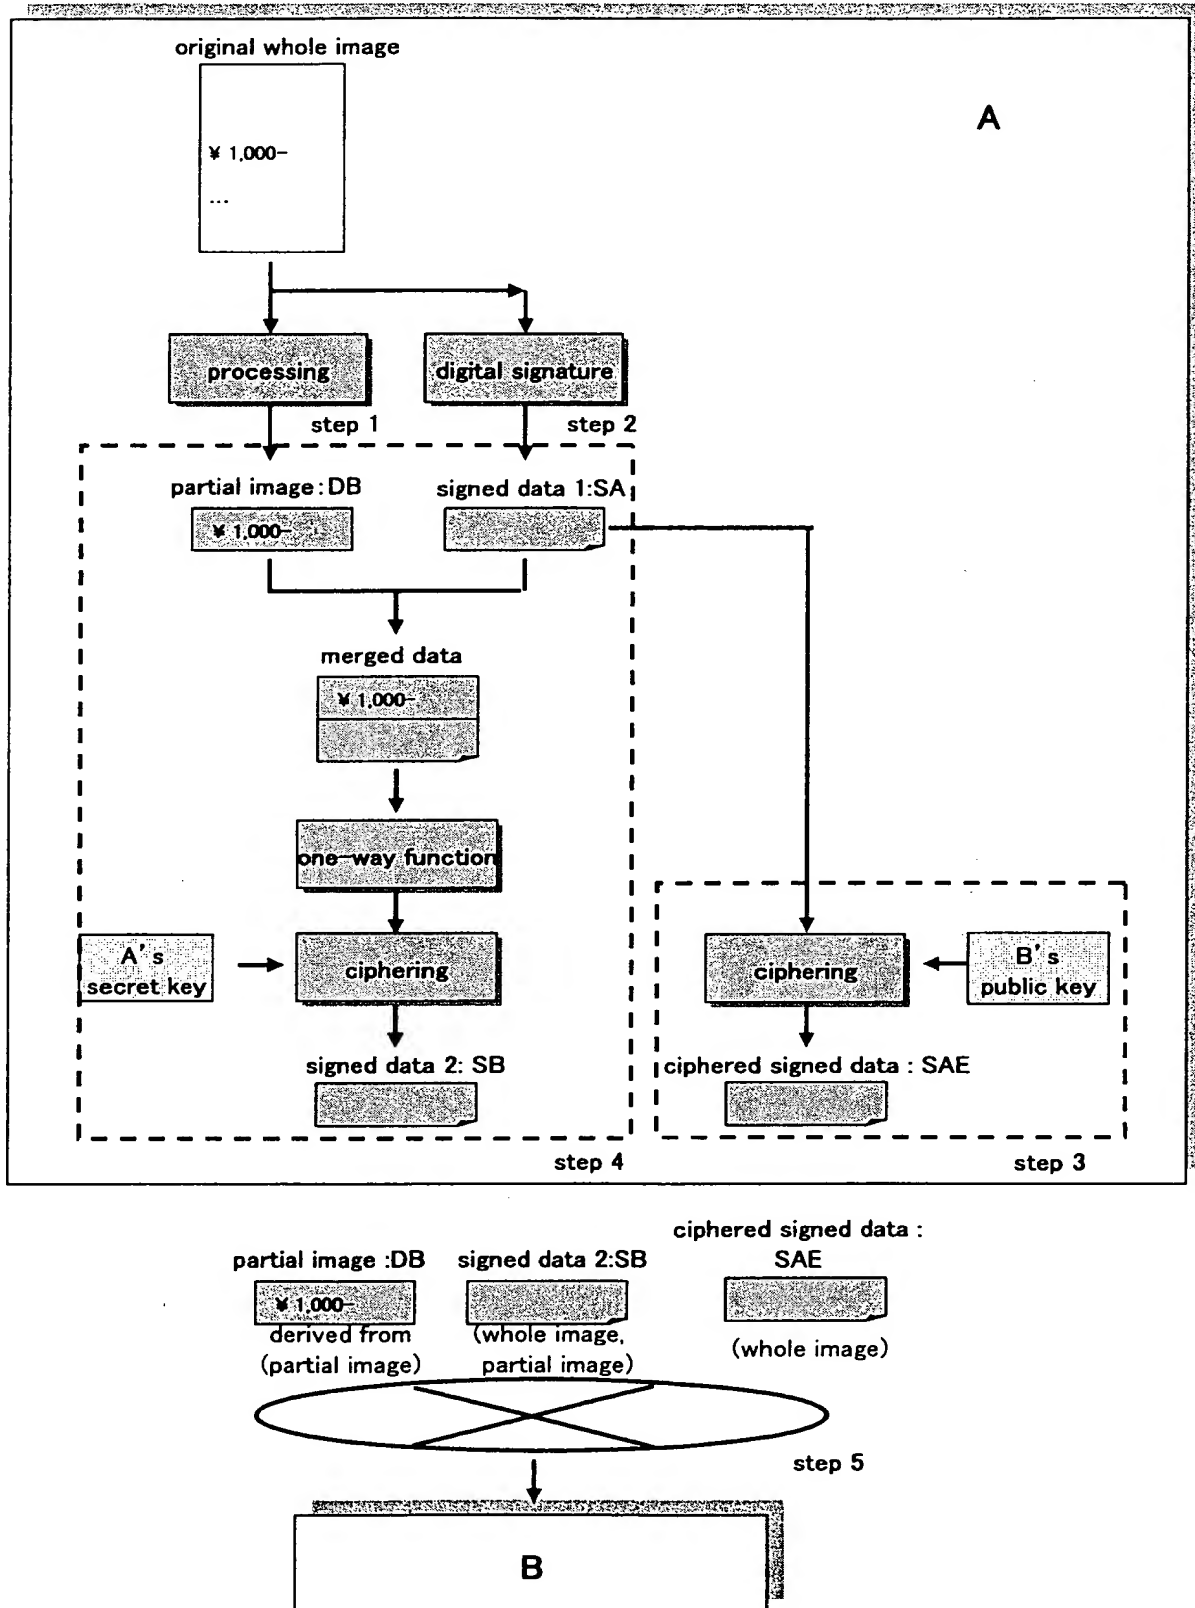 original whole image
A
¥ 1,000-
...
processing
digital signature
step 1
step 2
partial image:DB
signed data 1:SA
¥ 1,000-
merged data
¥ 1,000-
one-way function
A's
secret key
ciphering
ciphering
B's
public key
signed data 2: SB
ciphered signed data : SAE
step 4
step 3
partial image :DB
signed data 2:SB
ciphered signed data :
SAE
¥ 1,000-
derived from
(partial image)
(whole image,
partial image)
(whole image)
step 5
B